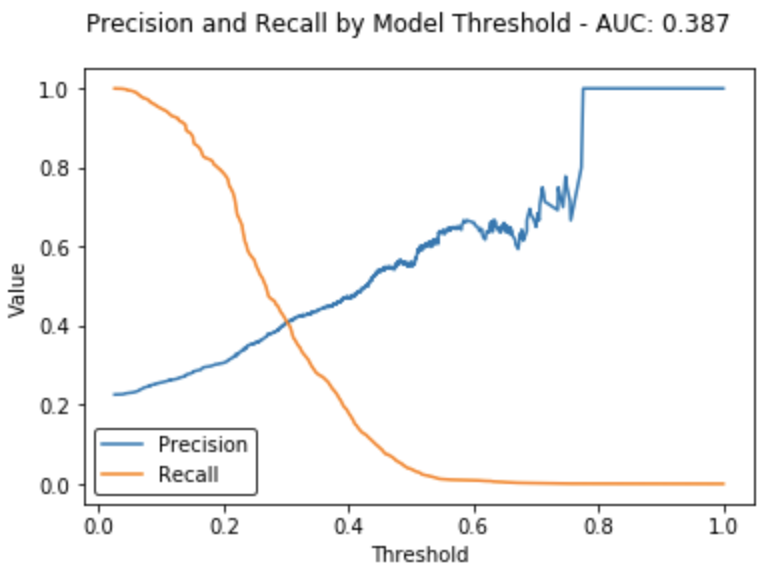 Precision and Recall by Model Threshold - AUC: 0.387
1.0
0.8
0.6
0.4
0.2
0.0
Value
Precision
Recall
0.0 0.2 0.4 0.6 0.8 1.0
Threshold